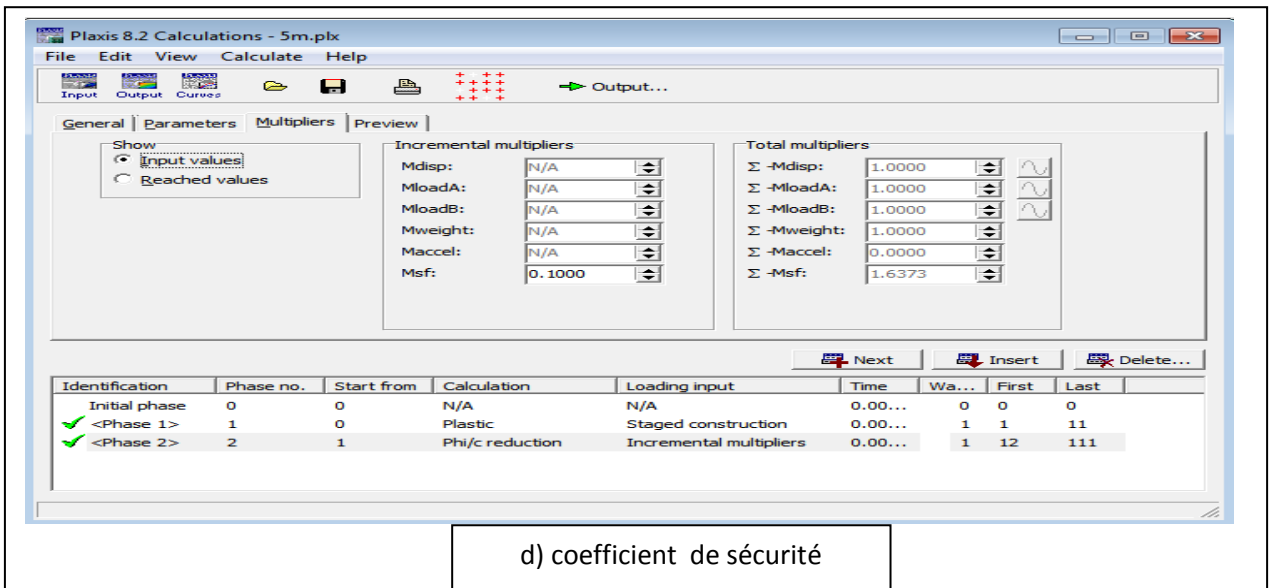 Plaxis 8.2 Calculations - 5m.plx
File Edit View Calculate Help
Input Output Curves Output...
General Parameters Multipliers Preview
Show
Input values
Reached values
Incremental multipliers
Mdisp: N/A
MloadA: N/A
MloadB: N/A
Mweight: N/A
Maccel: N/A
Msf: 0.1000
Total multipliers
Σ -Mdisp: 1.0000
Σ -MloadA: 1.0000
Σ -MloadB: 1.0000
Σ -Mweight: 1.0000
Σ -Maccel: 0.0000
Σ -Msf: 1.6373
Next Insert Delete...
Identification Phase no. Start from Calculation Loading input Time Wa... First Last
Initial phase 0 0 N/A N/A 0.00... 0 0 0
<Phase 1> 1 0 Plastic Staged construction 0.00... 1 1 11
<Phase 2> 2 1 Phi/c reduction Incremental multipliers 0.00... 1 12 111
d) coefficient de sécurité